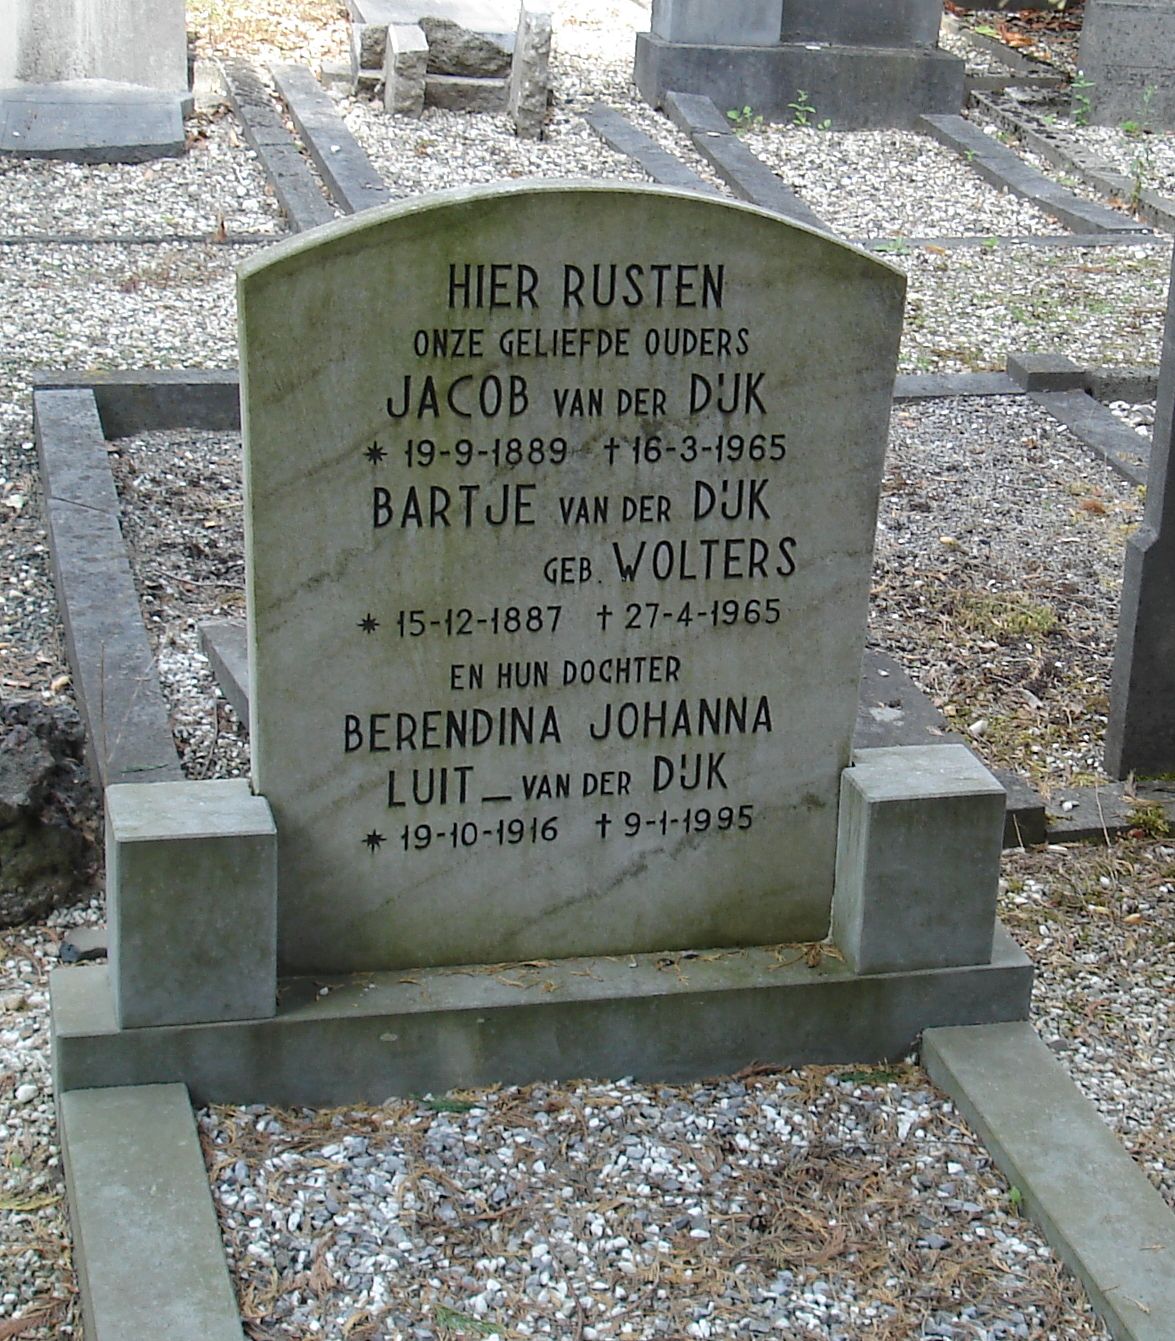 HIER RUSTEN
ONZE GELIEFDE OUDERS
JACOB VAN DER DIJK
* 19-9-1889 † 16-3-1965
BARTJE VAN DER DIJK
GEB. WOLTERS
* 15-12-1887 † 27-4-1965
EN HUN DOCHTER
BERENDINA JOHANNA
LUIT_VAN DER DIJK
* 19-10-1916 † 9-1-1995